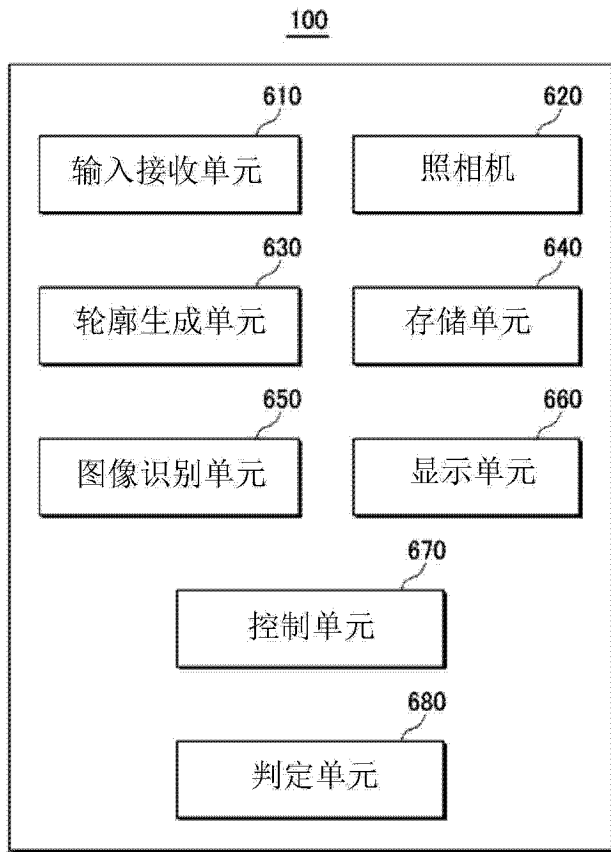 100
610
620
输入接收单元
照相机
630
640
轮廓生成单元
存储单元
650
660
图像识别单元
显示单元
670
控制单元
680
判定单元